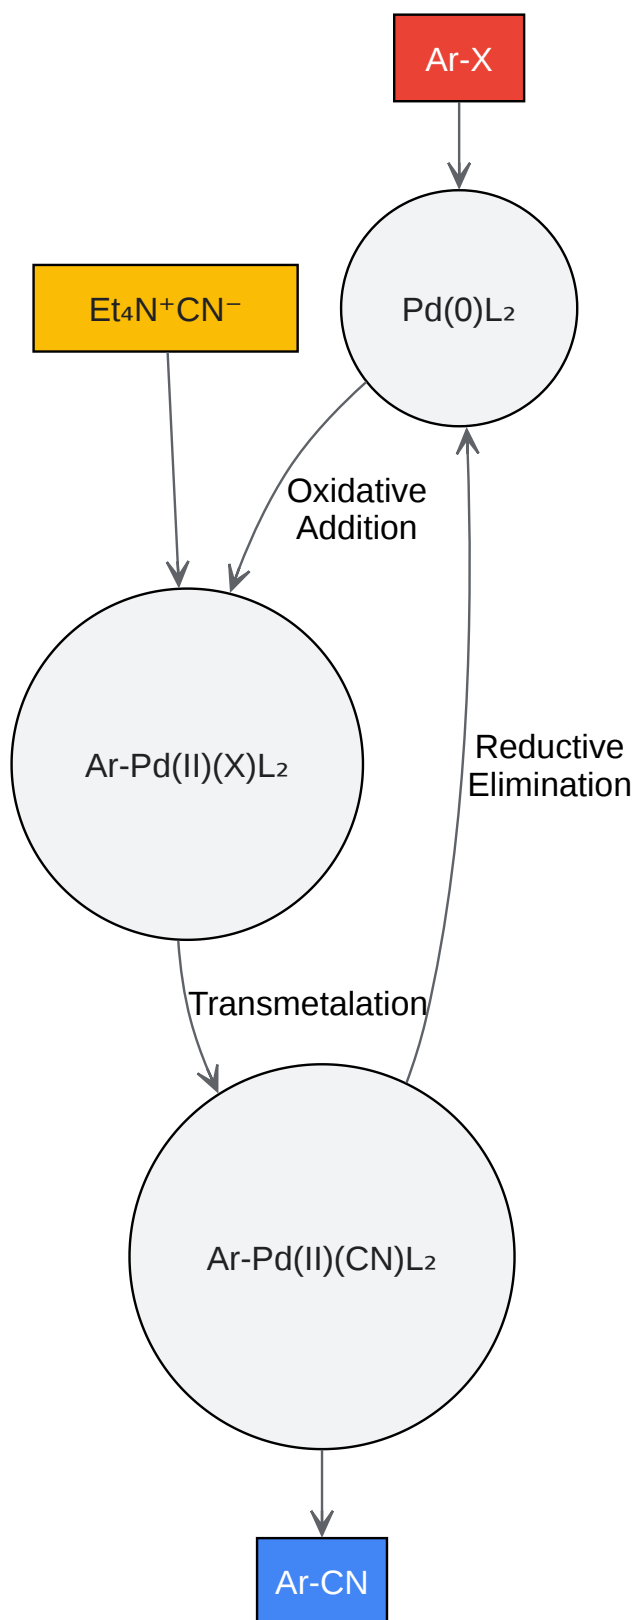 Ar-X
Et₄N⁺CN⁻
Pd(0)L₂
Oxidative
Addition
Ar-Pd(II)(X)L₂
Reductive
Elimination
Transmetalation
Ar-Pd(II)(CN)L₂
Ar-CN